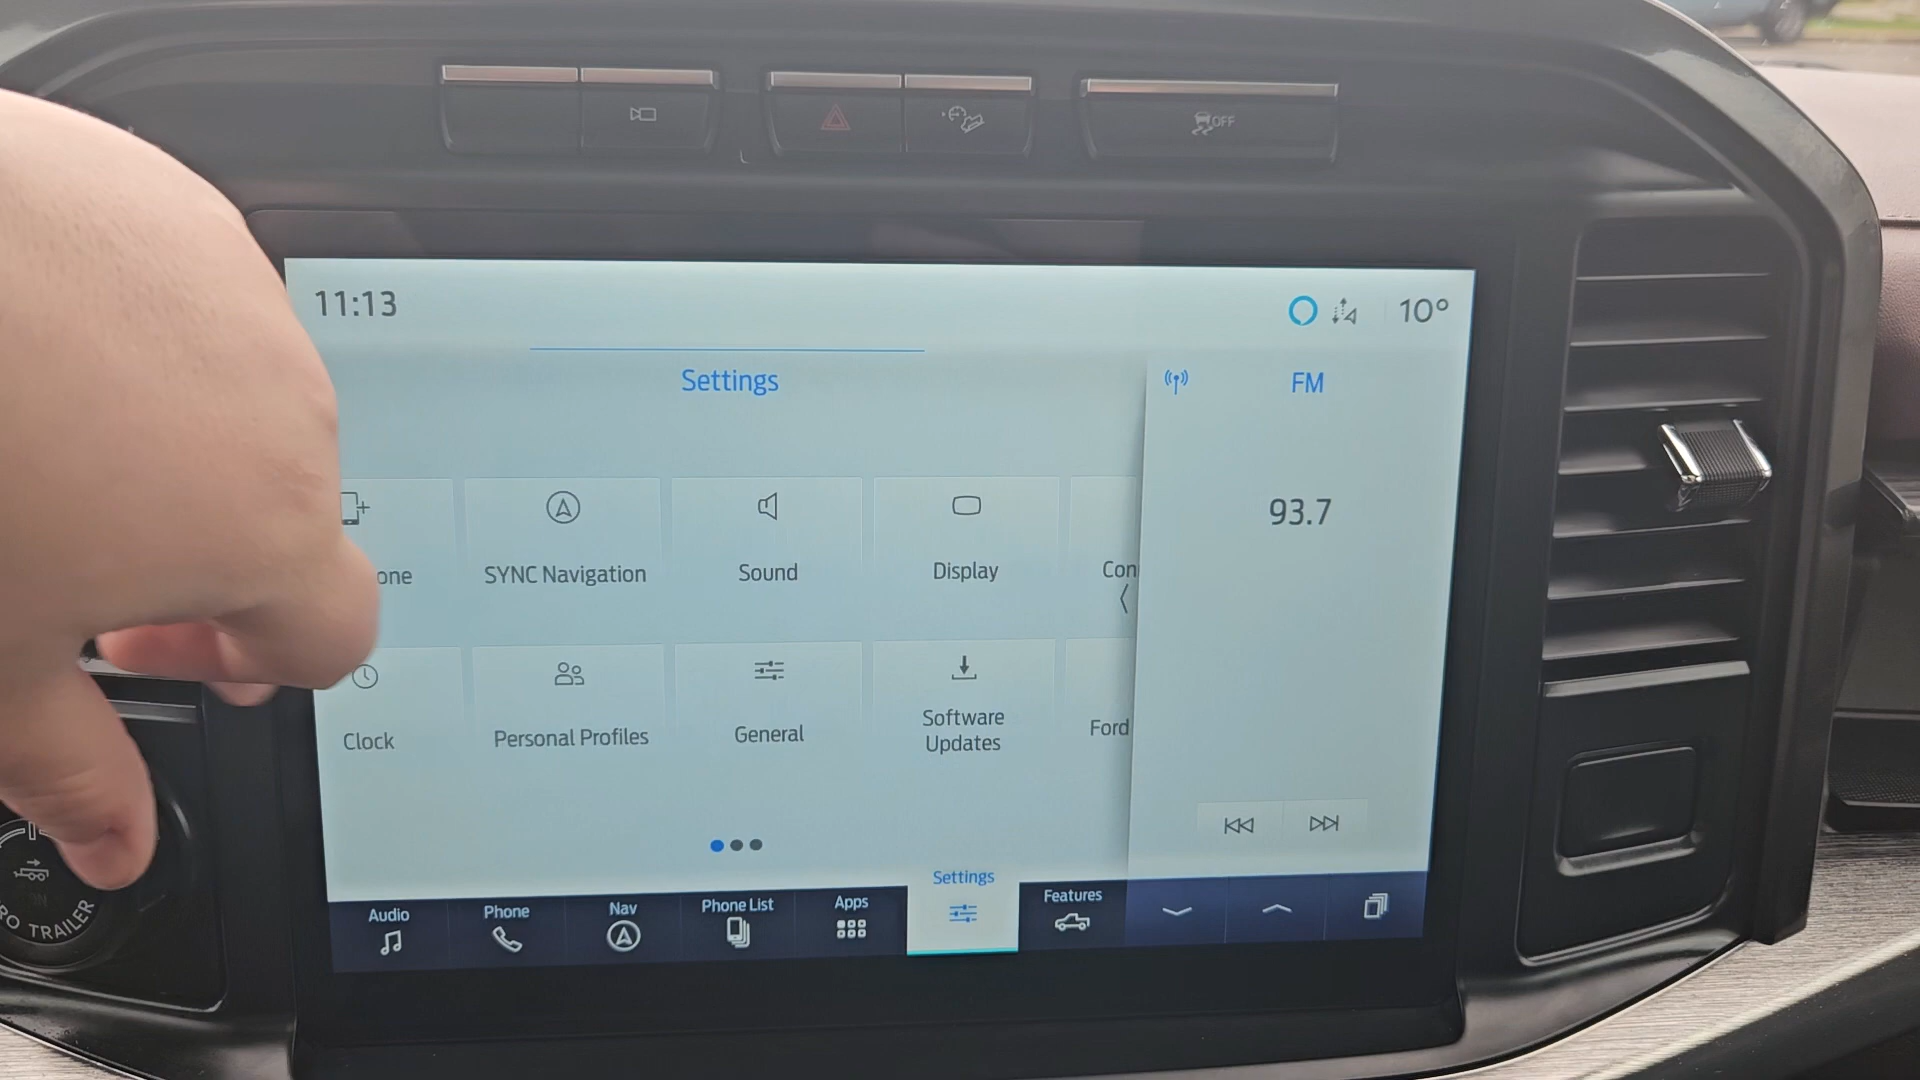 OFF
11:13
10°
Settings
FM
93.7
one
SYNC Navigation
Sound
Display
Con
Clock
Personal Profiles
General
Software
Updates
Ford
Audio
Phone
Nav
Phone List
Apps
Settings
Features
RO TRAILER